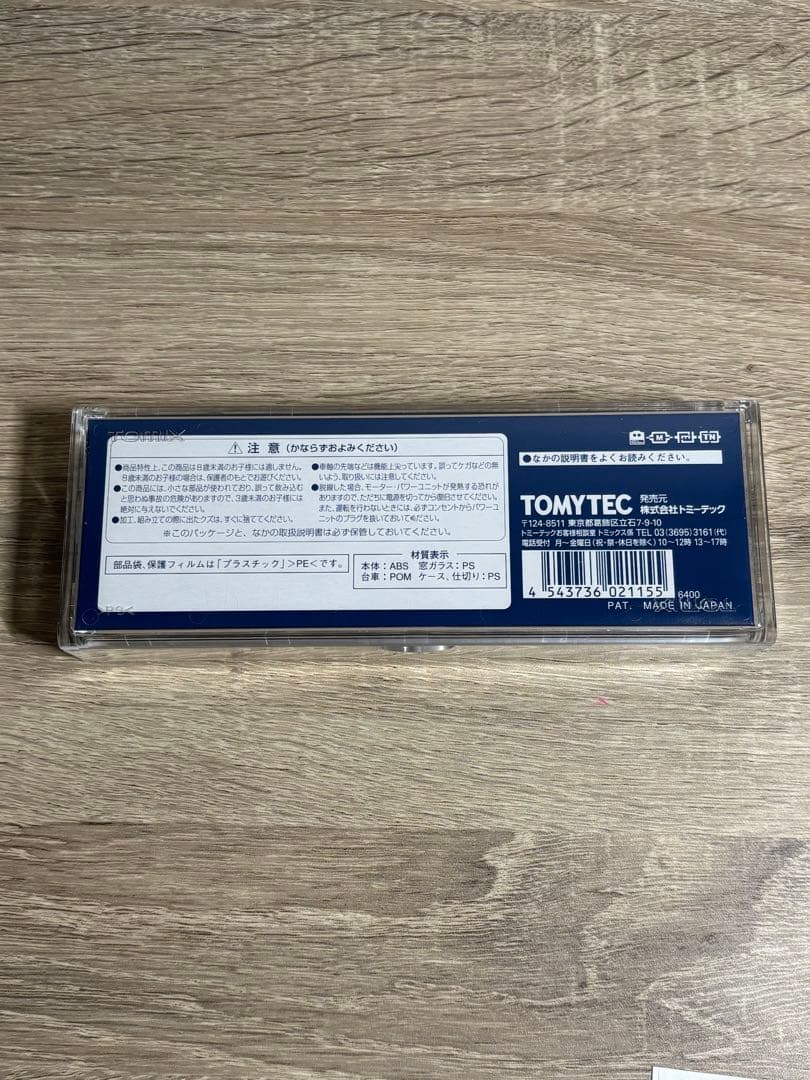 TOMIX
⚠ 注意 (かならずおよみください)
●商品特性上、この商品は8歳未満のお子様には適しません。
8歳未満のお子様の場合は、保護者のもとでお遊びください。
●この商品には、小さな部品が使われており、誤って飲み込む
と思わぬ事故の危険がありますので、3歳未満のお子様には
絶対に与えないでください。
●加工、組み立ての際に出たクズは、すぐに捨ててください。
●車軸の先端などは機能上尖っています。誤ってケガなどの無
いよう、取り扱いには注意してください。
●脱線した場合、モーター・パワーユニットが発熱する恐れが
ありますので、ただちに電源を切ってから復旧させてください。
また、運転を行わないときには、必ずコンセントからパワーユニ
ットのプラグを抜いておいてください。
※このパッケージと、なかの取扱説明書は必ず保管しておいてください。
部品袋、保護フィルムは「プラスチック」>PE<です。
材質表示
本体:ABS 窓ガラス:PS
台車:POM ケース、仕切り:PS
>PS<
M
TN
●なかの説明書をよくお読みください。
TOMYTEC 発売元 株式会社トミーテック
〒124-8511 東京都葛飾区立石7-9-10
トミーテックお客様相談室 トミックス係 TEL 03(3695)3161(代)
電話受付 月〜金曜日(祝・祭・休日を除く)10〜12時 13〜17時
4 543736 021155
6400
PAT. MADE IN JAPAN